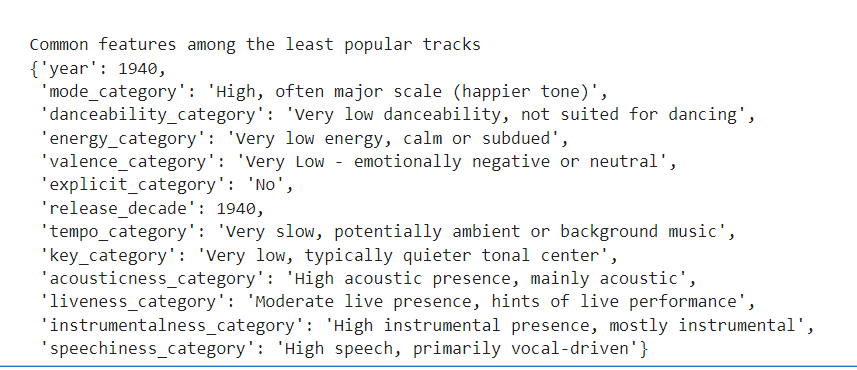 Common features among the least popular tracks
{'year': 1940,
 'mode_category': 'High, often major scale (happier tone)',
 'danceability_category': 'Very low danceability, not suited for dancing',
 'energy_category': 'Very low energy, calm or subdued',
 'valence_category': 'Very Low - emotionally negative or neutral',
 'explicit_category': 'No',
 'release_decade': 1940,
 'tempo_category': 'Very slow, potentially ambient or background music',
 'key_category': 'Very low, typically quieter tonal center',
 'acousticness_category': 'High acoustic presence, mainly acoustic',
 'liveness_category': 'Moderate live presence, hints of live performance',
 'instrumentalness_category': 'High instrumental presence, mostly instrumental',
 'speechiness_category': 'High speech, primarily vocal-driven'}